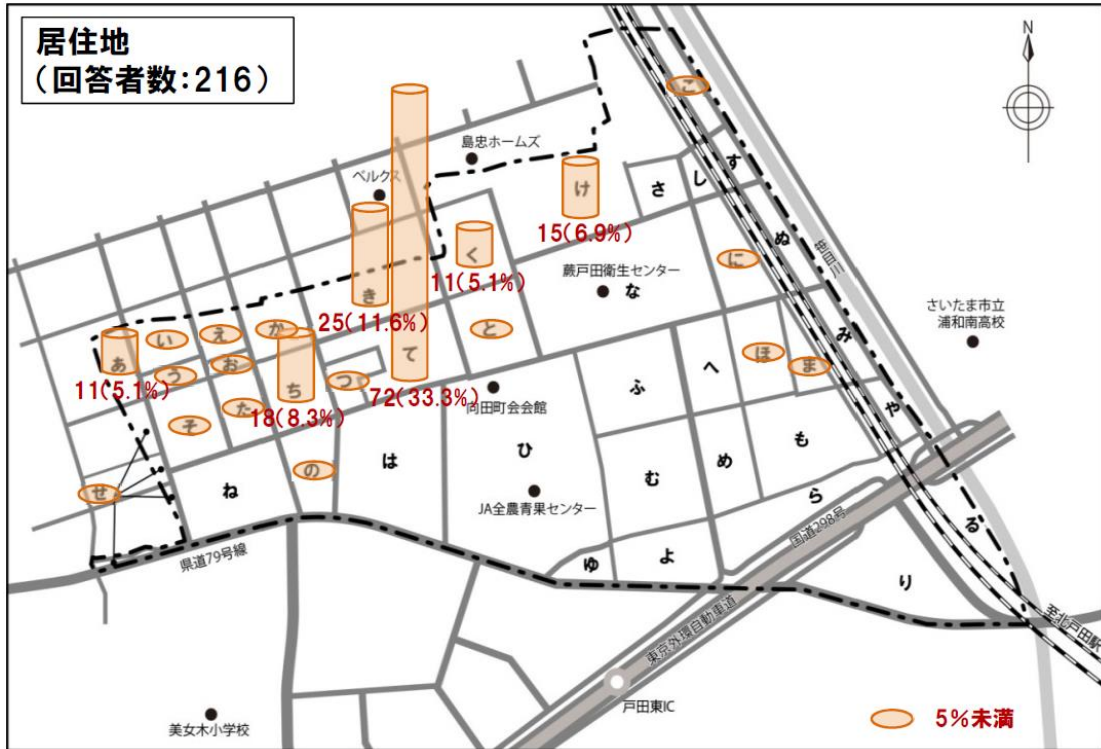 居住地
（回答者数：216）
N
島忠ホームズ
ベルクス
こ
す
し
さ
け
15(6.9%)
ぬ
笹目川
に
く
11(5.1%)
蕨戸田衛生センター
な
さいたま市立
浦和南高校
き
25(11.6%)
み
あ
い
え
か
と
11(5.1%)
う
お
ち
つ
て
72(33.3%)
18(8.3%)
向田町会会館
ふ
へ
ほ
ま
や
そ
た
の
は
ひ
む
め
も
せ
ね
JA全農青果センター
ら
国道298号
る
県道79号線
ゆ
よ
り
東京外環自動車道
至北戸田駅
戸田東IC
美女木小学校
5%未満